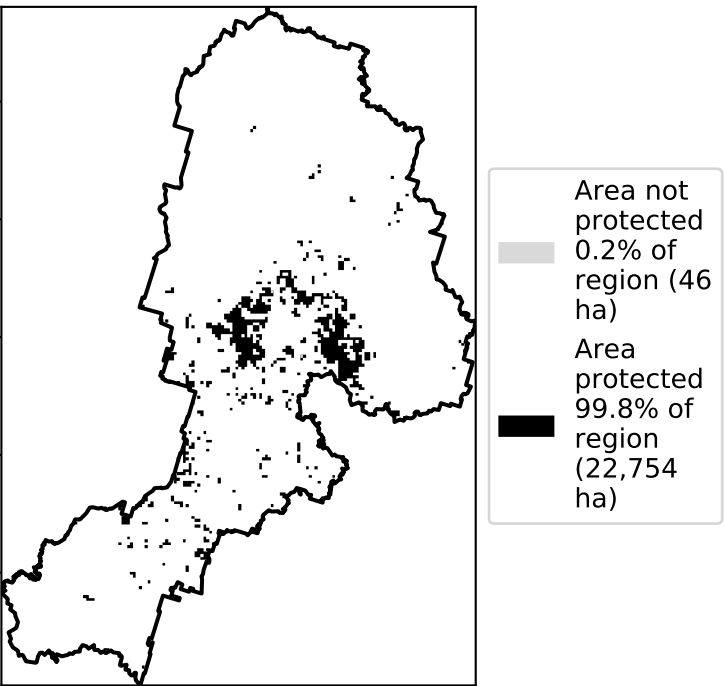 Area not
protected
0.2% of
region (46
ha)
Area
protected
99.8% of
region
(22,754
ha)